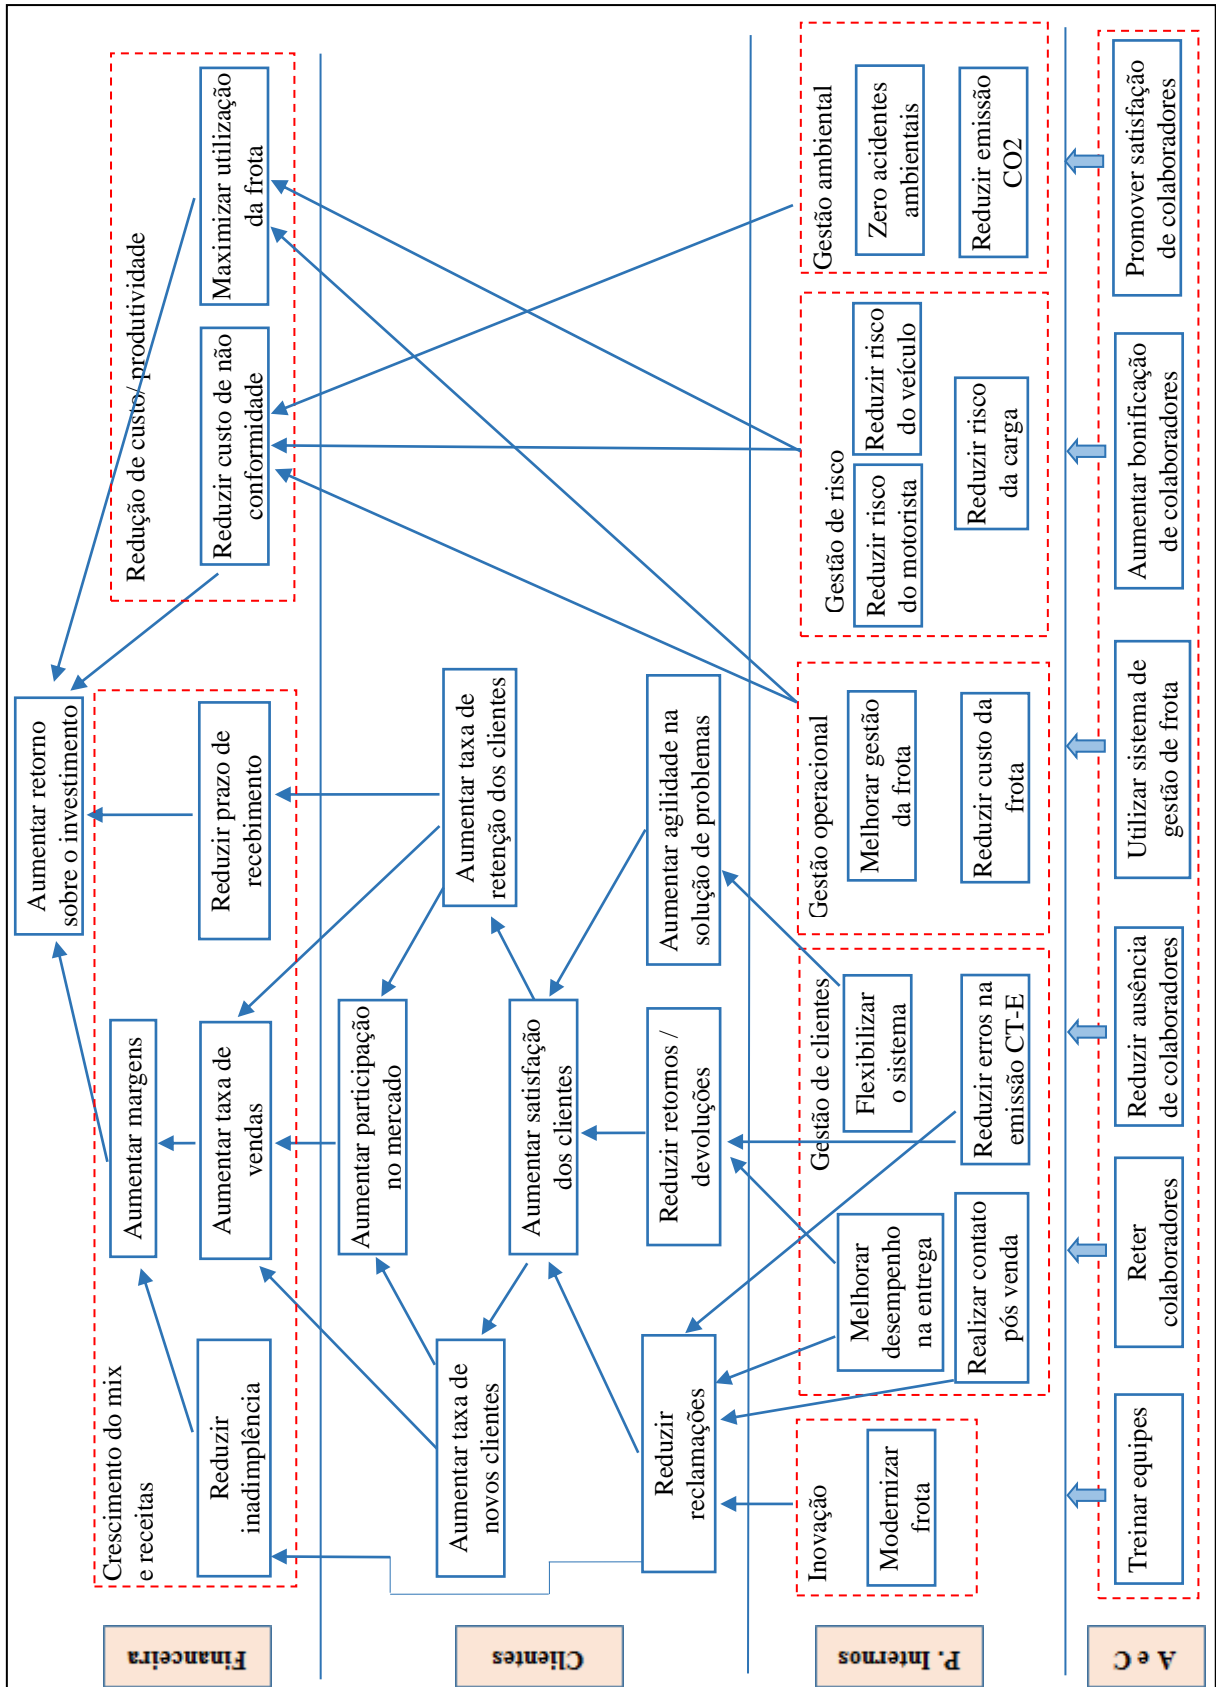 Aumentar retorno
sobre o investimento
Financeira
Crescimento do mix
e receitas
Aumentar margens
Redução de custo/ produtividade
Reduzir
inadimplência
Aumentar taxa de
vendas
Reduzir prazo de
recebimento
Reduzir custo de não
conformidade
Maximizar utilização
da frota
Clientes
Aumentar participação
no mercado
Aumentar taxa de
novos clientes
Aumentar taxa de
retenção dos clientes
Aumentar satisfação
dos clientes
Reduzir
reclamações
Reduzir retornos /
devoluções
Aumentar agilidade na
solução de problemas
P. Internos
Inovação
Modernizar
frota
Gestão de clientes
Melhorar
desempenho
na entrega
Flexibilizar
o sistema
Realizar contato
pós venda
Reduzir erros na
emissão CT-E
Gestão operacional
Melhorar gestão
da frota
Reduzir custo da
frota
Gestão de risco
Reduzir risco
do motorista
Reduzir risco
do veículo
Reduzir risco
da carga
Gestão ambiental
Zero acidentes
ambientais
Reduzir emissão
CO2
A e C
Treinar equipes
Reter
colaboradores
Reduzir ausência
de colaboradores
Utilizar sistema de
gestão de frota
Aumentar bonificação
de colaboradores
Promover satisfação
de colaboradores